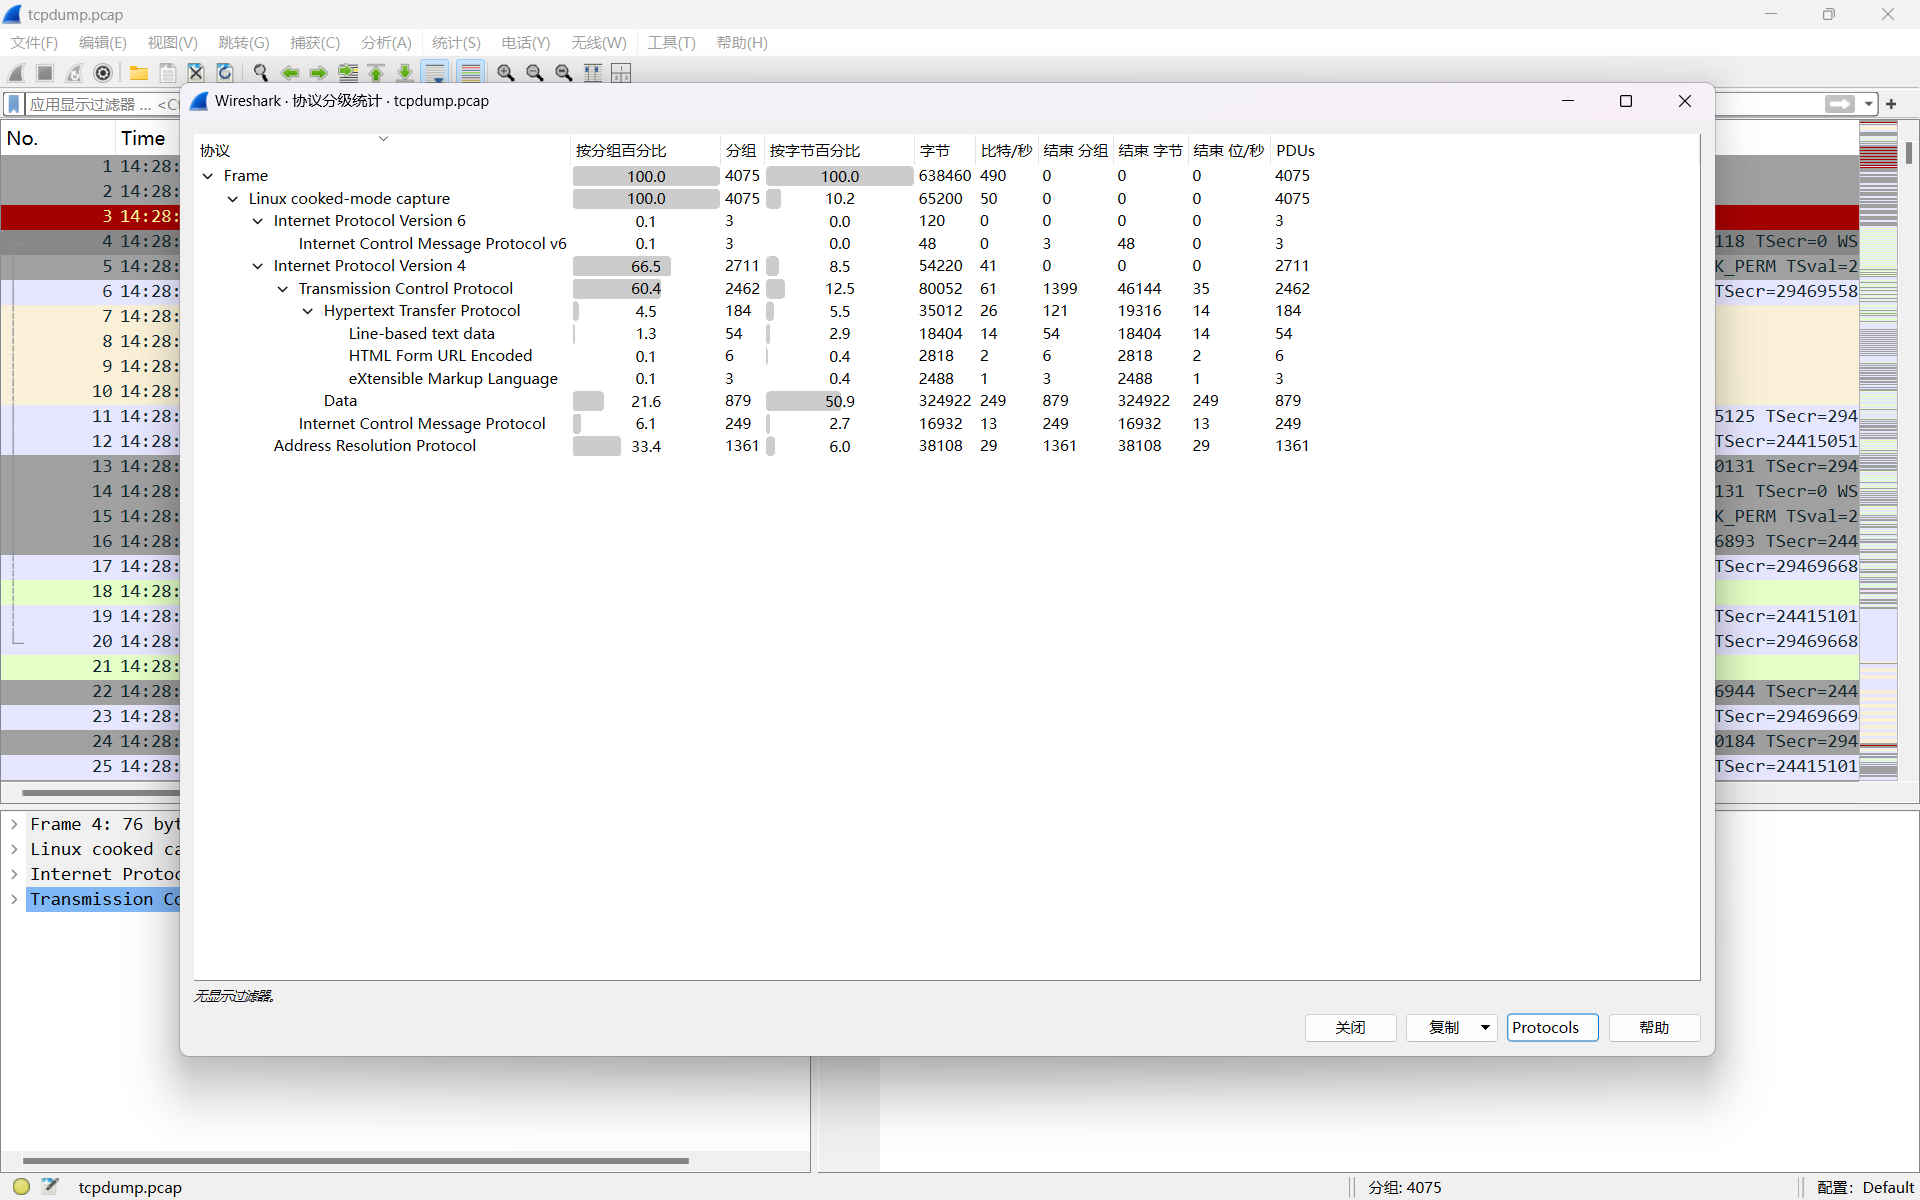 tcpdump.pcap
文件(F) 编辑(E) 视图(V) 跳转(G) 捕获(C) 分析(A) 统计(S) 电话(Y) 无线(W) 工具(T) 帮助(H)
应用显示过滤器 … <Ct
Wireshark · 协议分级统计 · tcpdump.pcap
协议 按分组百分比 分组 按字节百分比 字节 比特/秒 结束 分组 结束 字节 结束 位/秒 PDUs
Frame 100.0 4075 100.0 638460 490 0 0 0 4075
Linux cooked-mode capture 100.0 4075 10.2 65200 50 0 0 0 4075
Internet Protocol Version 6 0.1 3 0.0 120 0 0 0 0 3
Internet Control Message Protocol v6 0.1 3 0.0 48 0 3 48 0 3
Internet Protocol Version 4 66.5 2711 8.5 54220 41 0 0 0 2711
Transmission Control Protocol 60.4 2462 12.5 80052 61 1399 46144 35 2462
Hypertext Transfer Protocol 4.5 184 5.5 35012 26 121 19316 14 184
Line-based text data 1.3 54 2.9 18404 14 54 18404 14 54
HTML Form URL Encoded 0.1 6 0.4 2818 2 6 2818 2 6
eXtensible Markup Language 0.1 3 0.4 2488 1 3 2488 1 3
Data 21.6 879 50.9 324922 249 879 324922 249 879
Internet Control Message Protocol 6.1 249 2.7 16932 13 249 16932 13 249
Address Resolution Protocol 33.4 1361 6.0 38108 29 1361 38108 29 1361
无显示过滤器。
关闭 复制 Protocols 帮助
No. Time
1 14:28:
2 14:28:
3 14:28:
4 14:28: 118 TSecr=0 WS
5 14:28: K_PERM TSval=2
6 14:28: TSecr=29469558
7 14:28:
8 14:28:
9 14:28:
10 14:28:
11 14:28: 5125 TSecr=294
12 14:28: TSecr=24415051
13 14:28: 0131 TSecr=294
14 14:28: 131 TSecr=0 WS
15 14:28: K_PERM TSval=2
16 14:28: 6893 TSecr=244
17 14:28: TSecr=29469668
18 14:28:
19 14:28: TSecr=24415101
20 14:28: TSecr=29469668
21 14:28:
22 14:28: 6944 TSecr=244
23 14:28: TSecr=29469669
24 14:28: 0184 TSecr=294
25 14:28: TSecr=24415101
Frame 4: 76 byt
Linux cooked ca
Internet Protoc
Transmission Co
tcpdump.pcap 分组: 4075 配置: Default